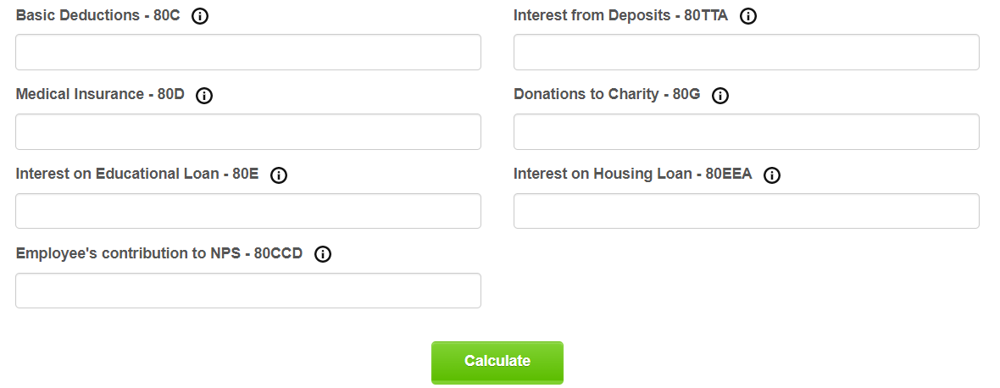 Basic Deductions - 80C
Interest from Deposits - 80TTA
Medical Insurance - 80D
Donations to Charity - 80G
Interest on Educational Loan - 80E
Interest on Housing Loan - 80EEA
Employee's contribution to NPS - 80CCD
Calculate